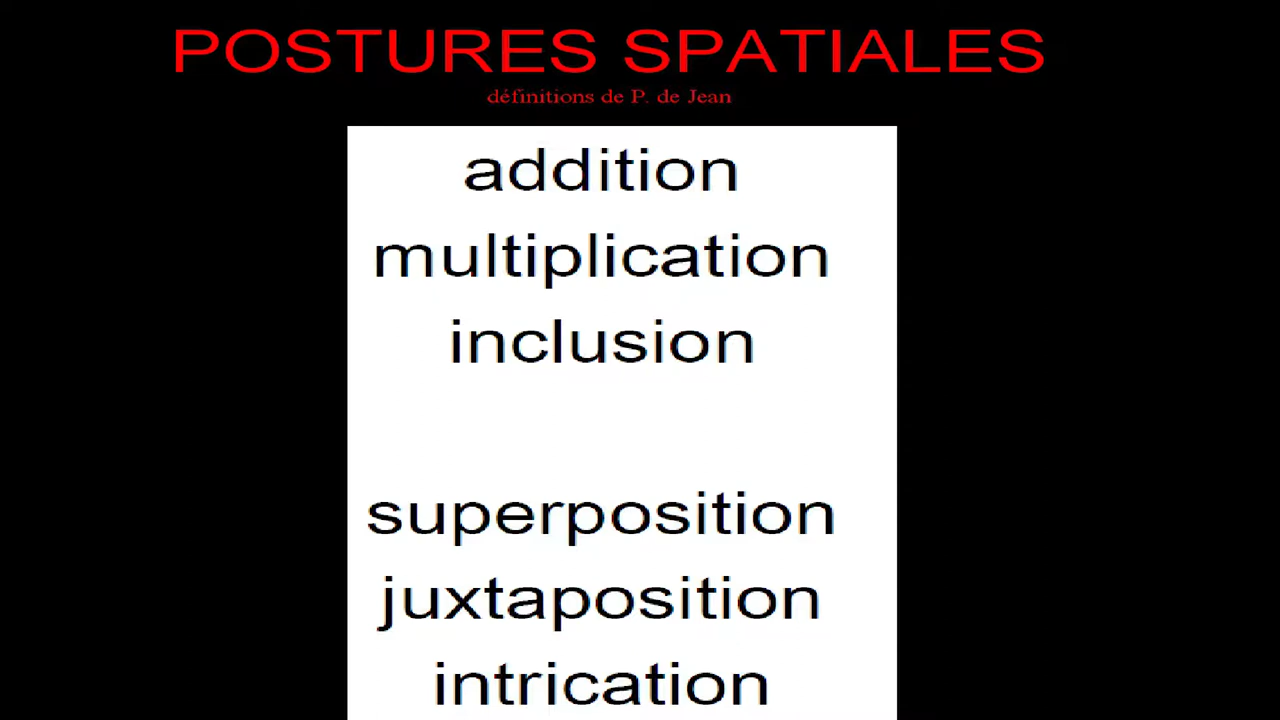 POSTURES SPATIALES
définitions de P. de Jean
addition
multiplication
inclusion
superposition
juxtaposition
intrication